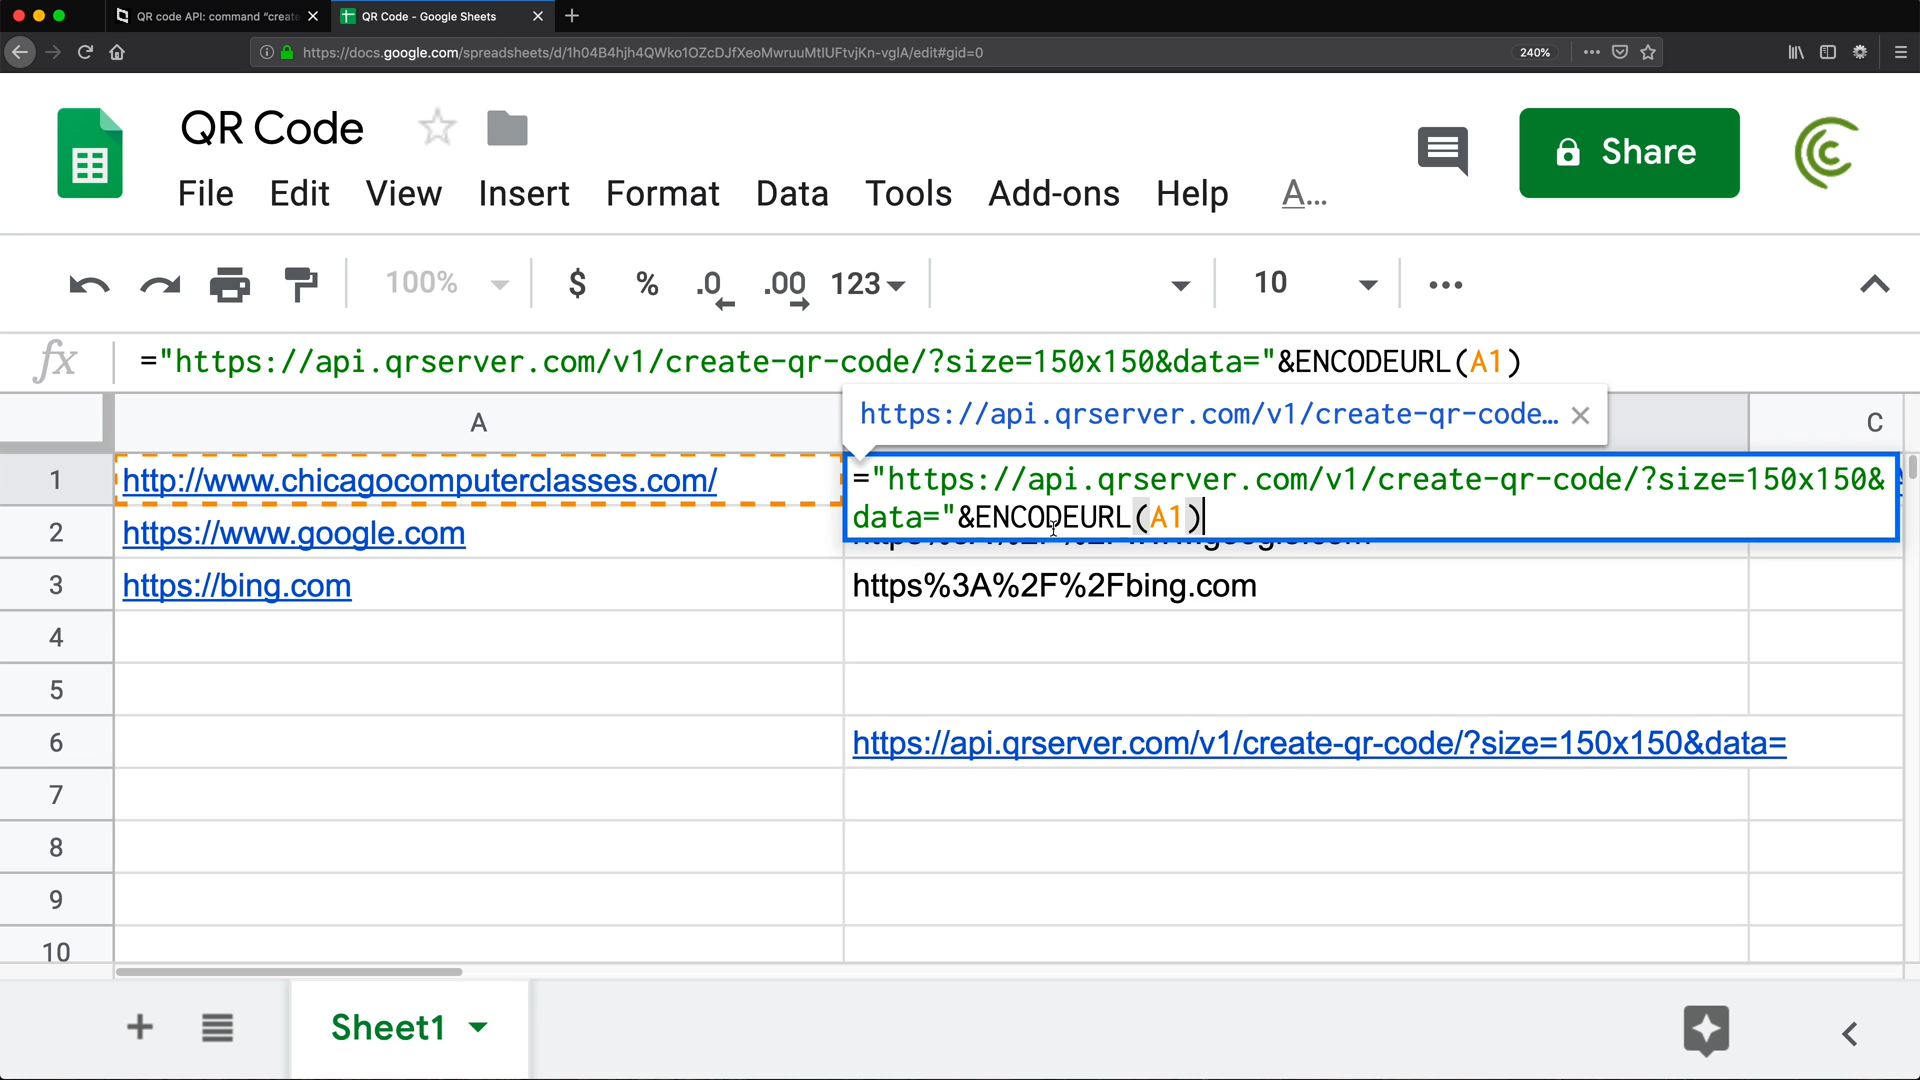 QR code API: command "create
QR Code - Google Sheets
https://docs.google.com/spreadsheets/d/1h04B4hjh4QWko1OZcDJfXeoMwruuMtlUFtvjKn-vglA/edit#gid=0
240%
QR Code
File Edit View Insert Format Data Tools Add-ons Help A...
Share
100% $ % .0 .00 123 10
fx ="https://api.qrserver.com/v1/create-qr-code/?size=150x150&data="&ENCODEURL(A1)
https://api.qrserver.com/v1/create-qr-code...
A C
1 http://www.chicagocomputerclasses.com/ ="https://api.qrserver.com/v1/create-qr-code/?size=150x150&
data="&ENCODEURL(A1)
2 https://www.google.com
3 https://bing.com https%3A%2F%2Fbing.com
4
5
6 https://api.qrserver.com/v1/create-qr-code/?size=150x150&data=
7
8
9
10
Sheet1